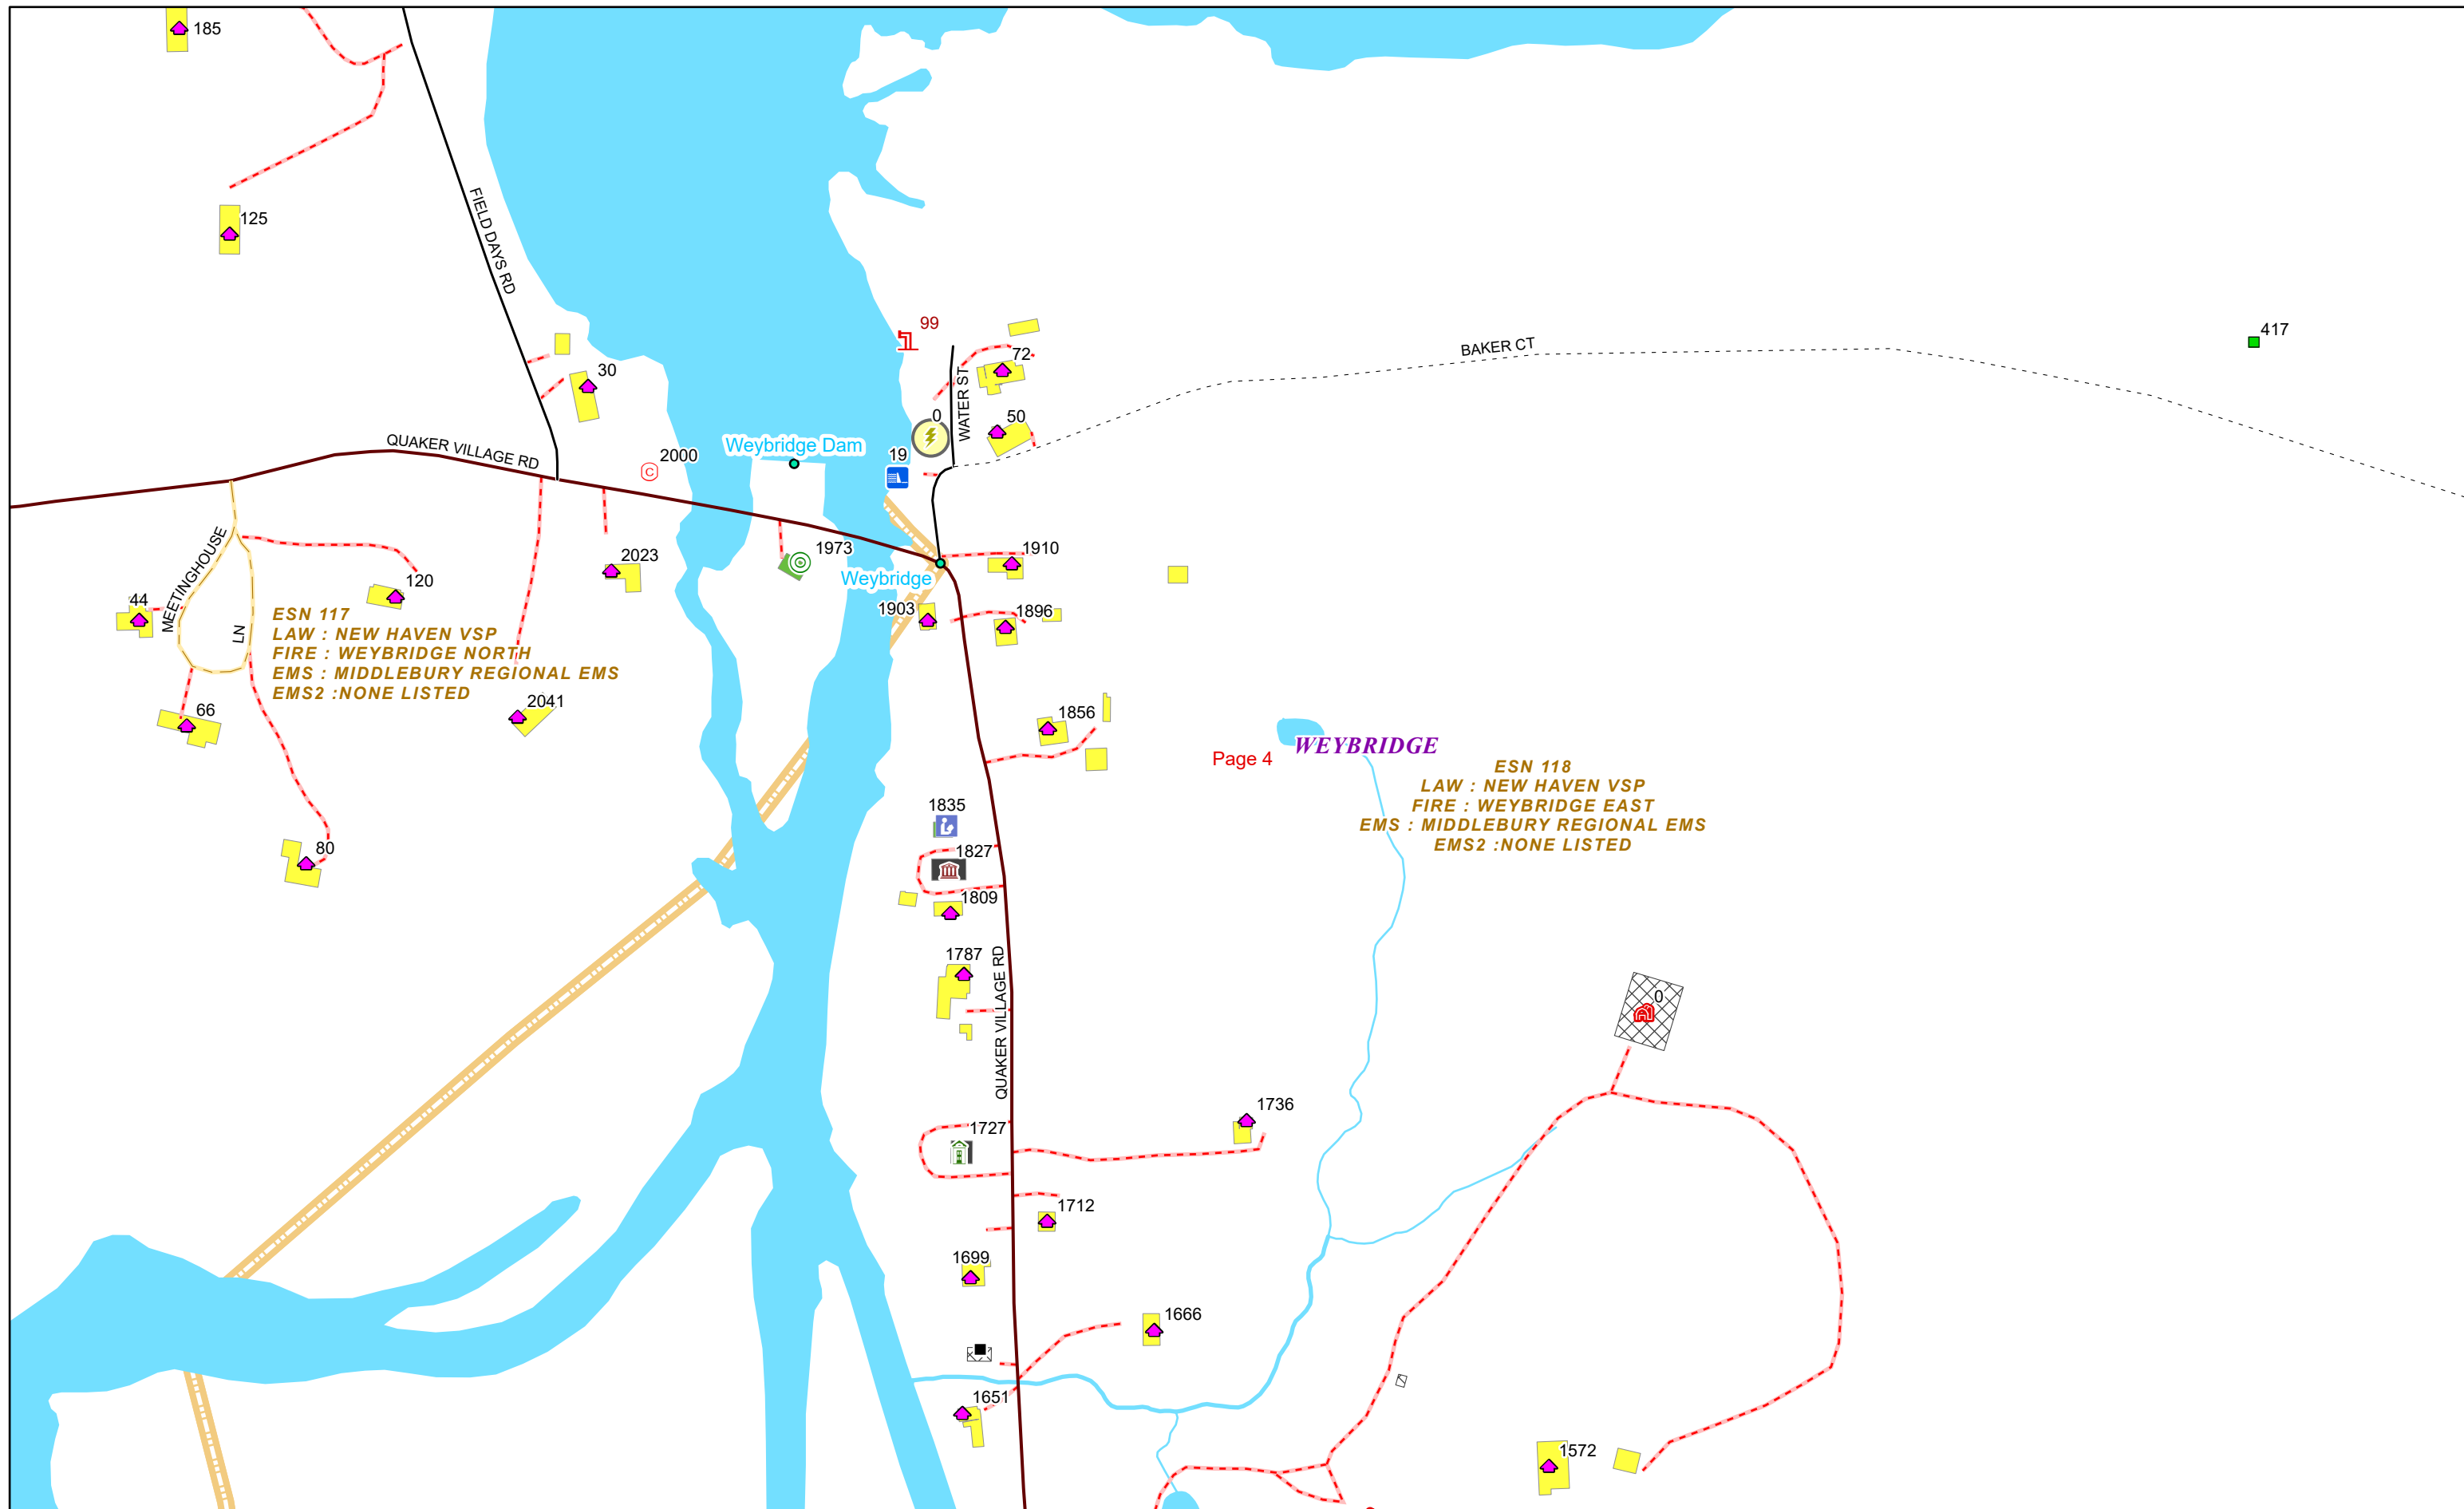 185
125
FIELD DAYS RD
99
417
72
BAKER CT
30
WATER ST
0
50
QUAKER VILLAGE RD
Weybridge Dam
19
2000
C
MEETINGHOUSE
2023
1973
1910
Weybridge
120
44
1903
1896
LN
ESN 117
LAW : NEW HAVEN VSP
FIRE : WEYBRIDGE NORTH
EMS : MIDDLEBURY REGIONAL EMS
EMS2 :NONE LISTED
66
2041
1856
WEYBRIDGE
Page 4
ESN 118
LAW : NEW HAVEN VSP
FIRE : WEYBRIDGE EAST
EMS : MIDDLEBURY REGIONAL EMS
EMS2 :NONE LISTED
1835
80
1827
1809
1787
QUAKER VILLAGE RD
0
1736
1727
1712
1699
1666
1651
1572